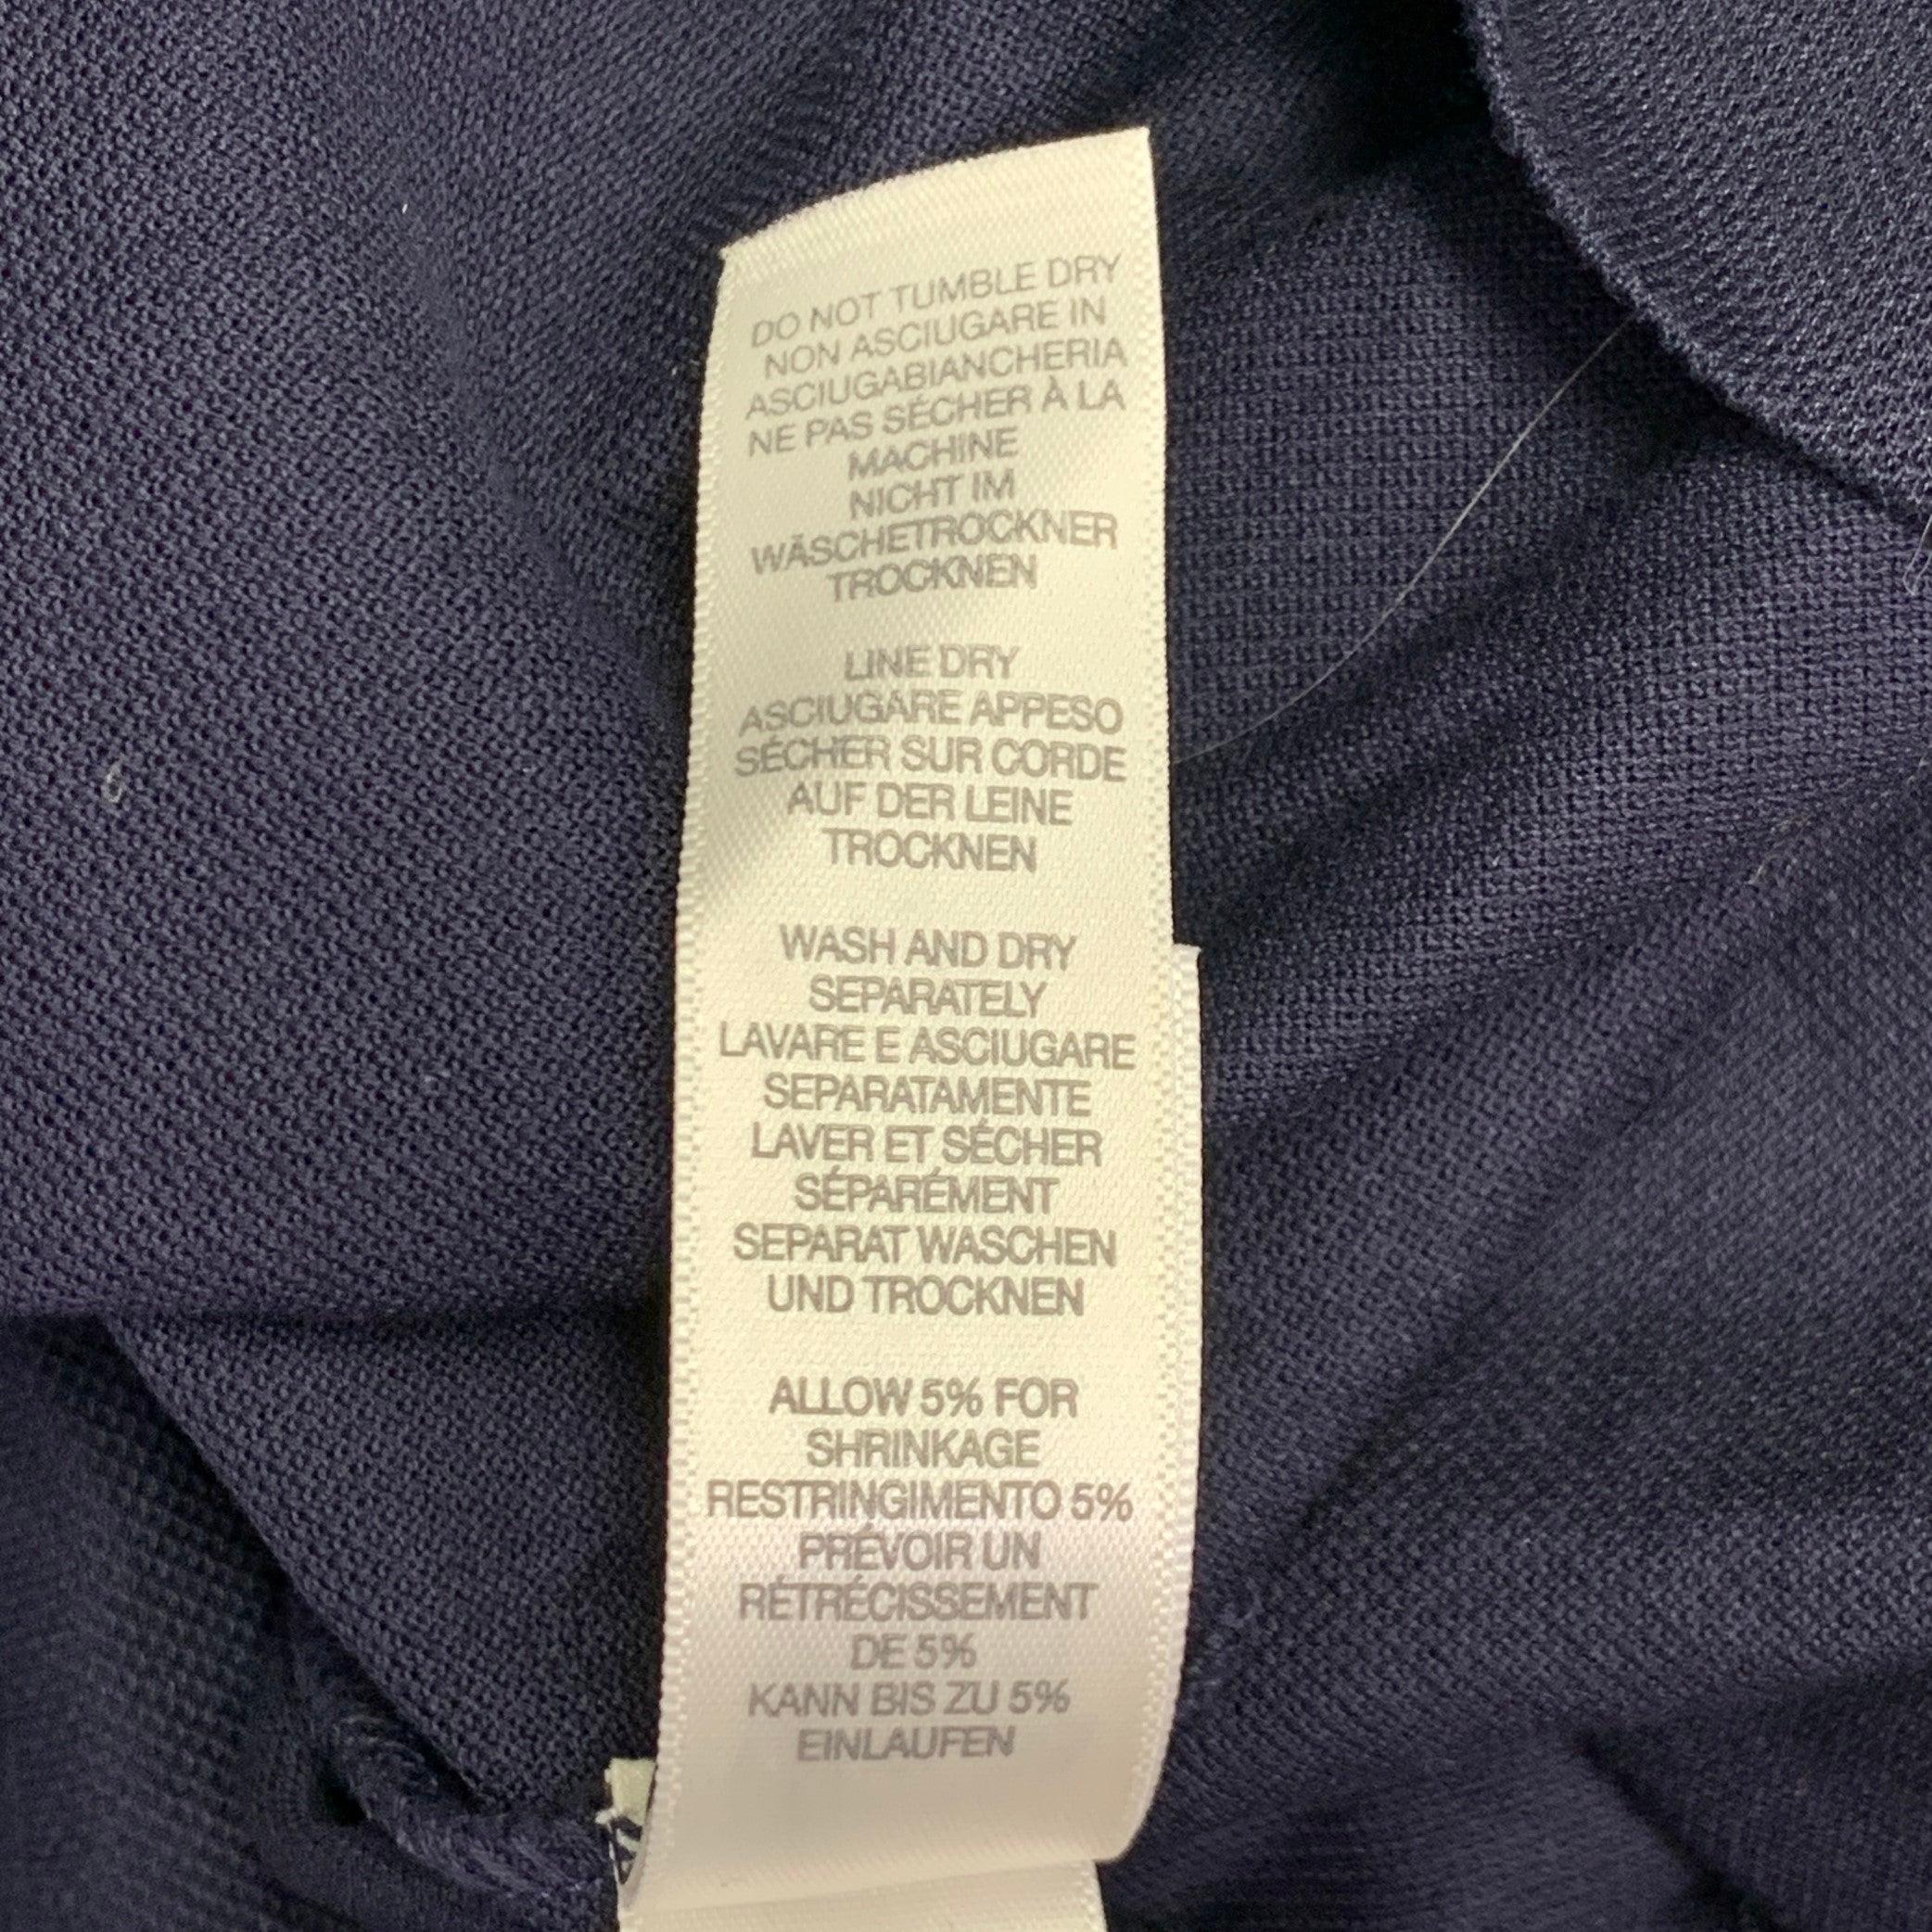 DO NOT TUMBLE DRY
NON ASCIUGARE IN
ASCIUGABIANCHERIA
NE PAS SÉCHER À LA
MACHINE
NICHT IM
WÄSCHETROCKNER
TROCKNEN
LINE DRY
ASCIUGARE APPESO
SÉCHER SUR CORDE
AUF DER LEINE
TROCKNEN
WASH AND DRY
SEPARATELY
LAVARE E ASCIUGARE
SEPARATAMENTE
LAVER ET SÉCHER
SÉPARÉMENT
SEPARAT WASCHEN
UND TROCKNEN
ALLOW 5% FOR
SHRINKAGE
RESTRINGIMENTO 5%
PRÉVOIR UN
RÉTRÉCISSEMENT
DE 5%
KANN BIS ZU 5%
EINLAUFEN